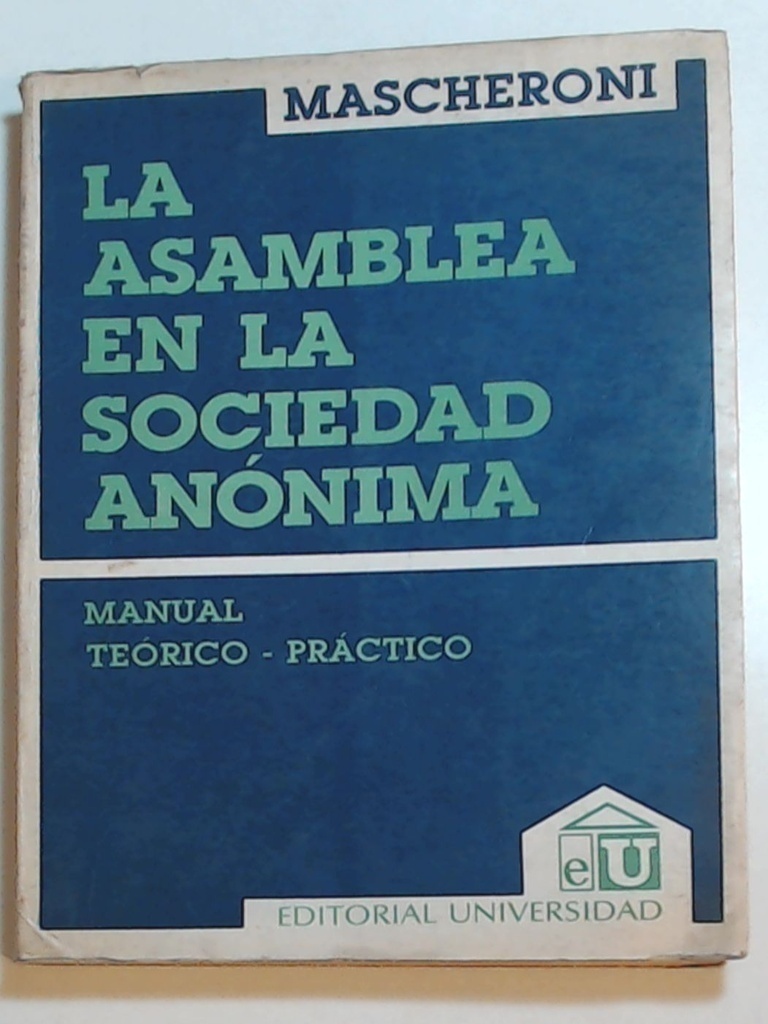 MASCHERONI
LA
ASAMBLEA
EN LA
SOCIEDAD
ANÓNIMA
MANUAL
TEÓRICO - PRÁCTICO
eU
EDITORIAL UNIVERSIDAD